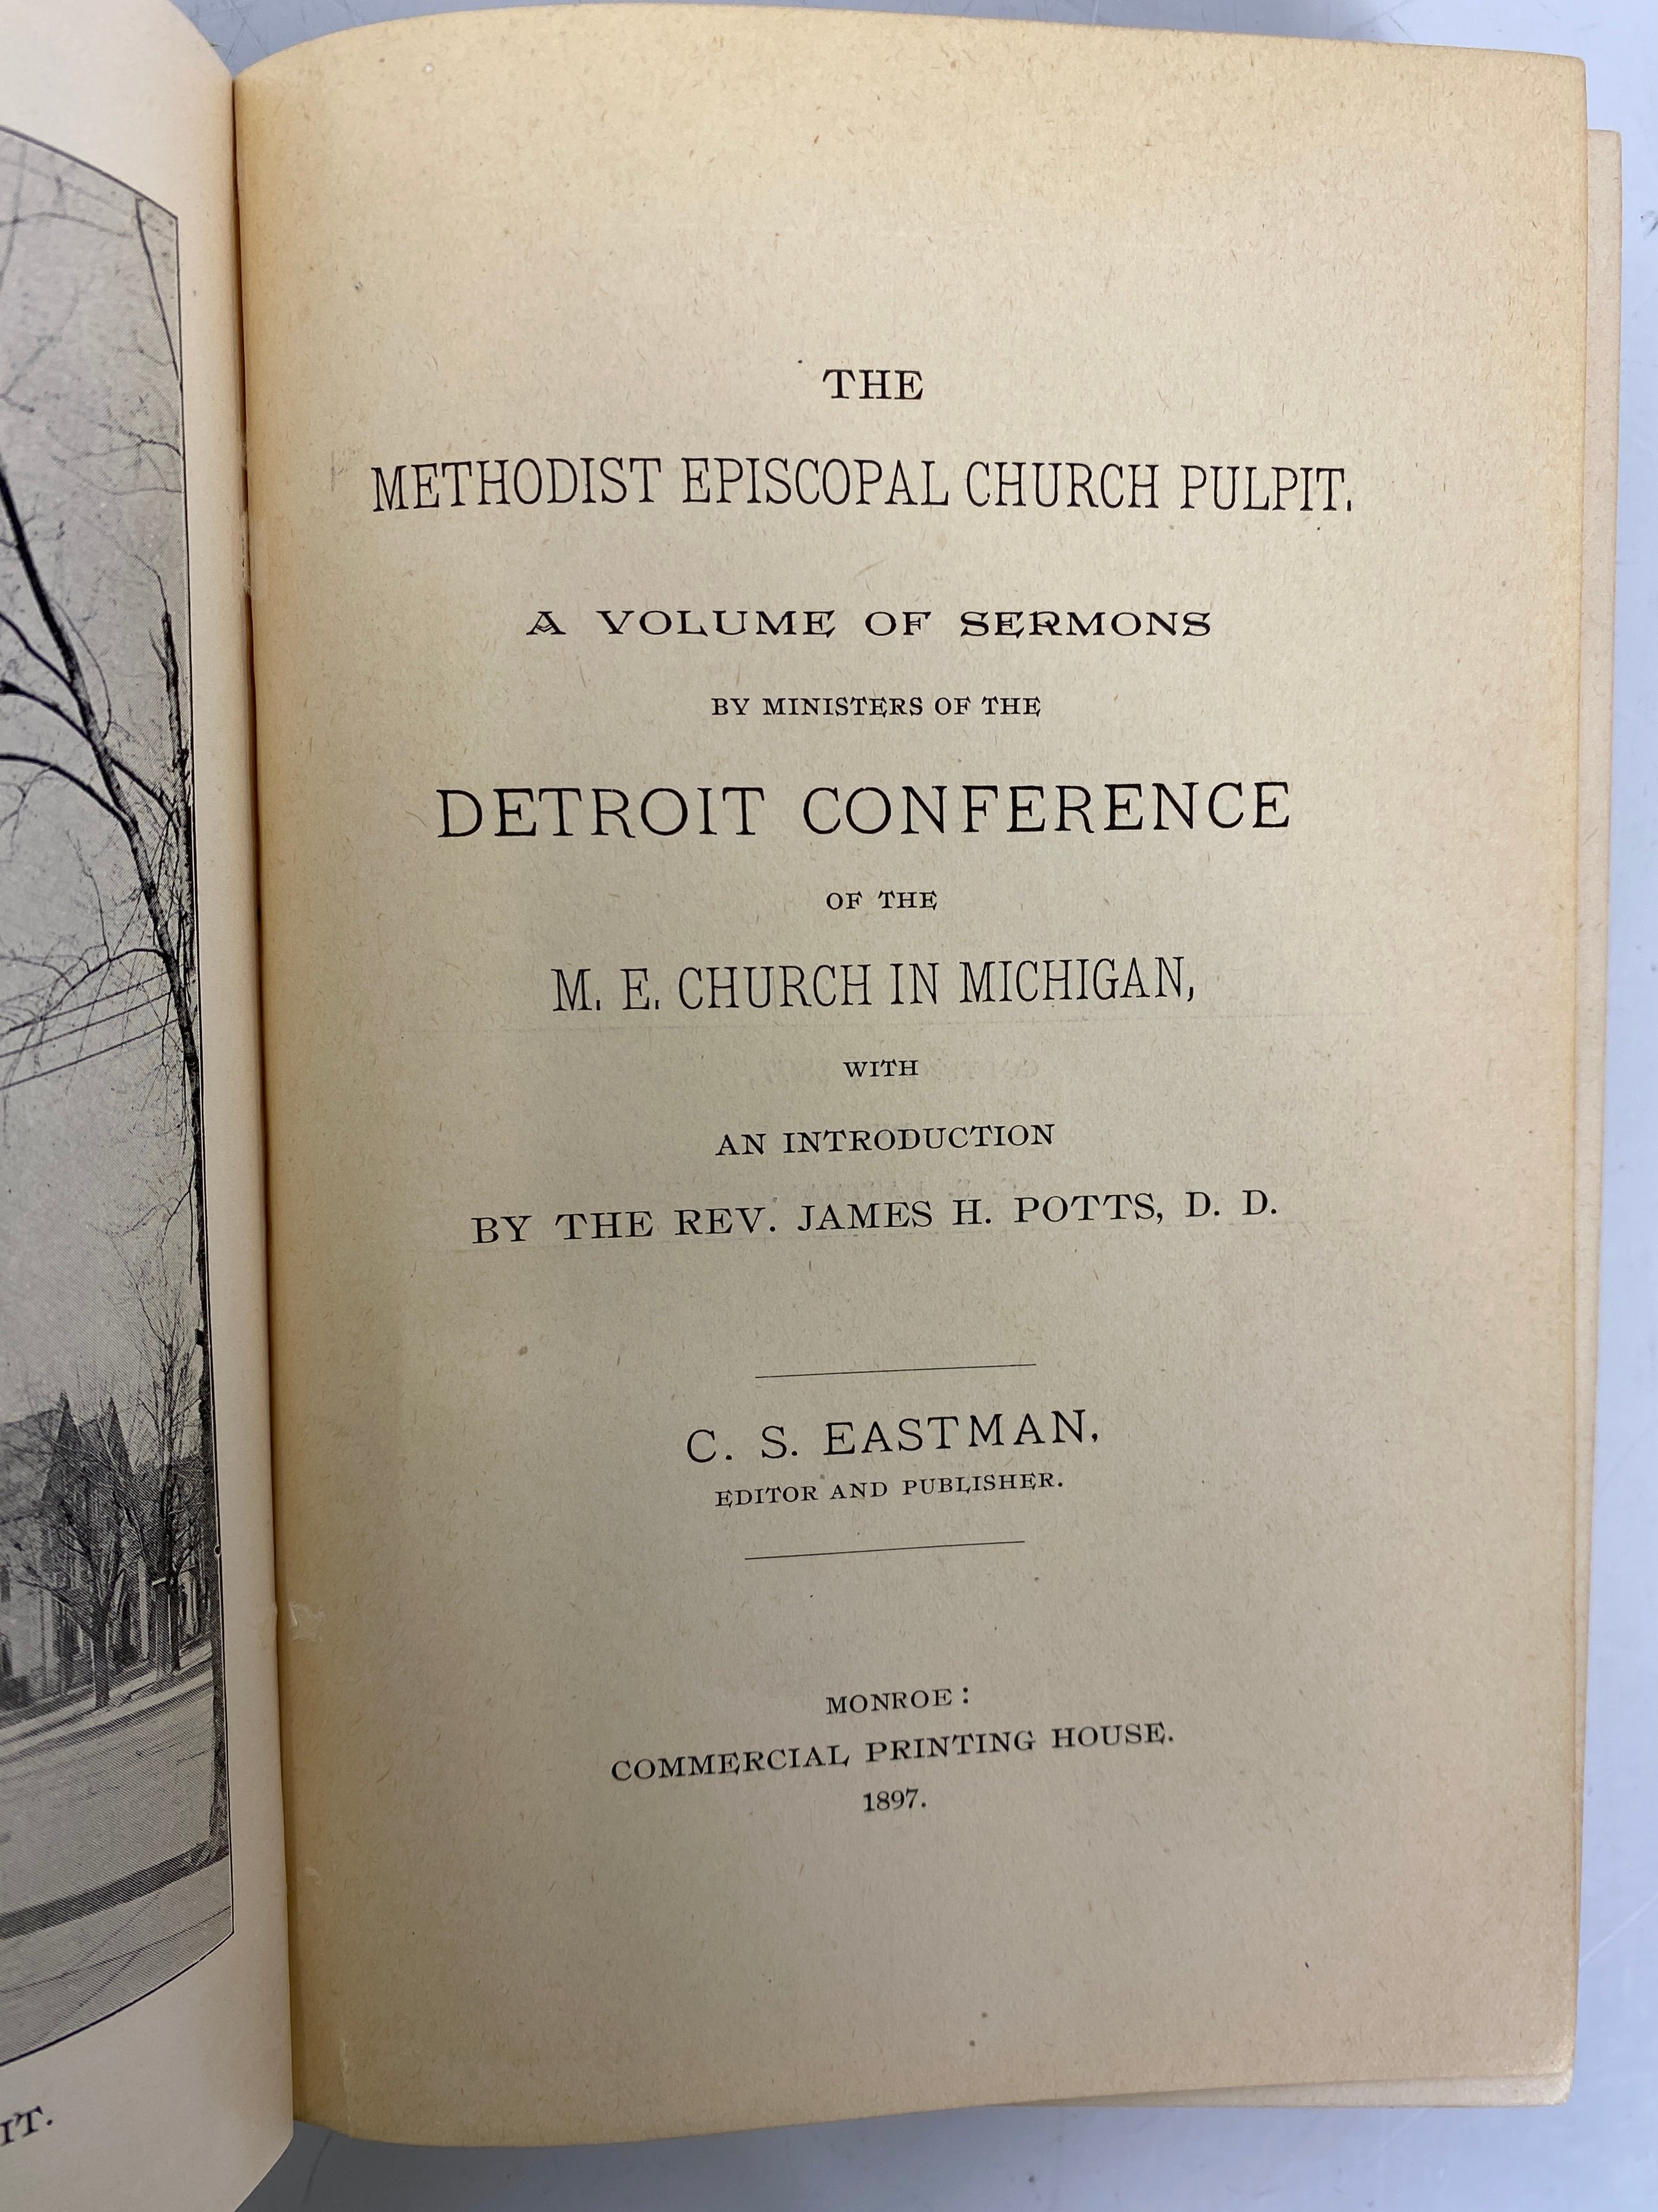 THE
METHODIST EPISCOPAL CHURCH PULPIT.
A VOLUME OF SERMONS
BY MINISTERS OF THE
DETROIT CONFERENCE
OF THE
M. E. CHURCH IN MICHIGAN,
WITH
AN INTRODUCTION
BY THE REV. JAMES H. POTTS, D. D.
C. S. EASTMAN,
EDITOR AND PUBLISHER.
MONROE:
COMMERCIAL PRINTING HOUSE.
1897.